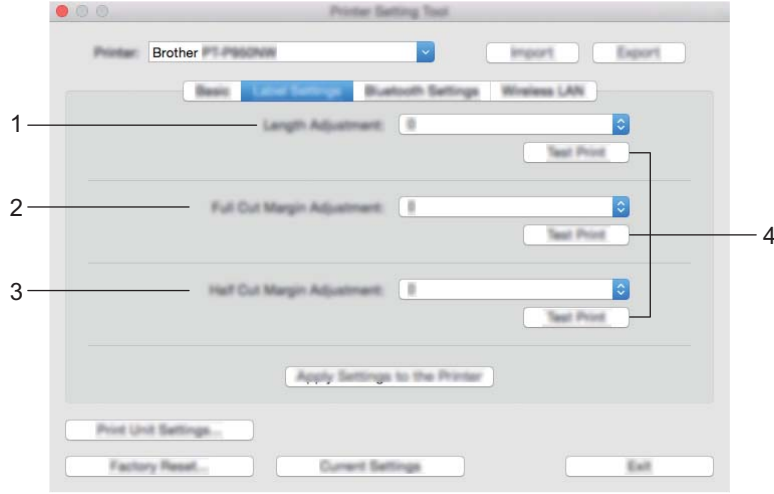 Printer Setting Tool
Printer: Brother PT-P950NW
Import
Export
Basic
Label Settings
Bluetooth Settings
Wireless LAN
1
Length Adjustment:
0
Test Print
2
Full Cut Margin Adjustment:
0
Test Print
4
3
Half Cut Margin Adjustment:
0
Test Print
Apply Settings to the Printer
Print Unit Settings...
Factory Reset...
Current Settings
Exit